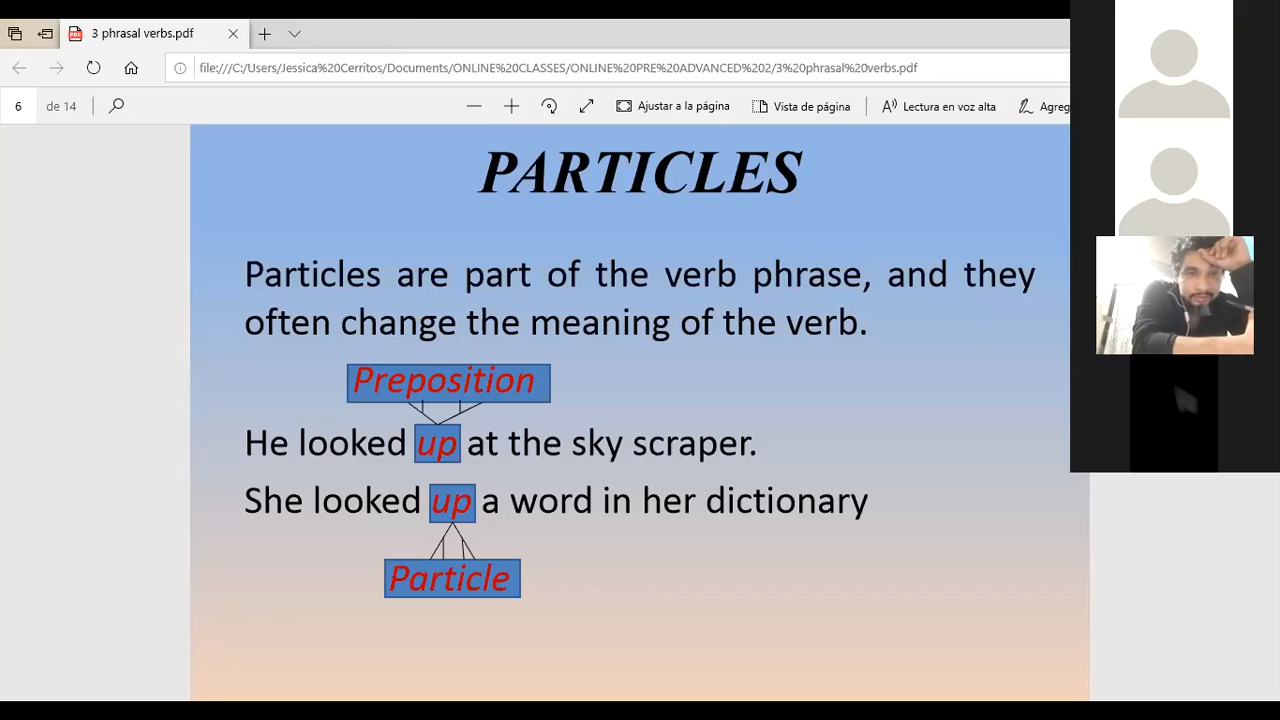 3 phrasal verbs.pdf
file:///C:/Users/Jessica%20Cerritos/Documents/ONLINE%20CLASSES/ONLINE%20PRE%20ADVANCED%202/3%20phrasal%20verbs.pdf
6 de 14 Ajustar a la página Vista de página Lectura en voz alta Agreg
PARTICLES
Particles are part of the verb phrase, and they
often change the meaning of the verb.
Preposition
He looked up at the sky scraper.
She looked up a word in her dictionary
Particle